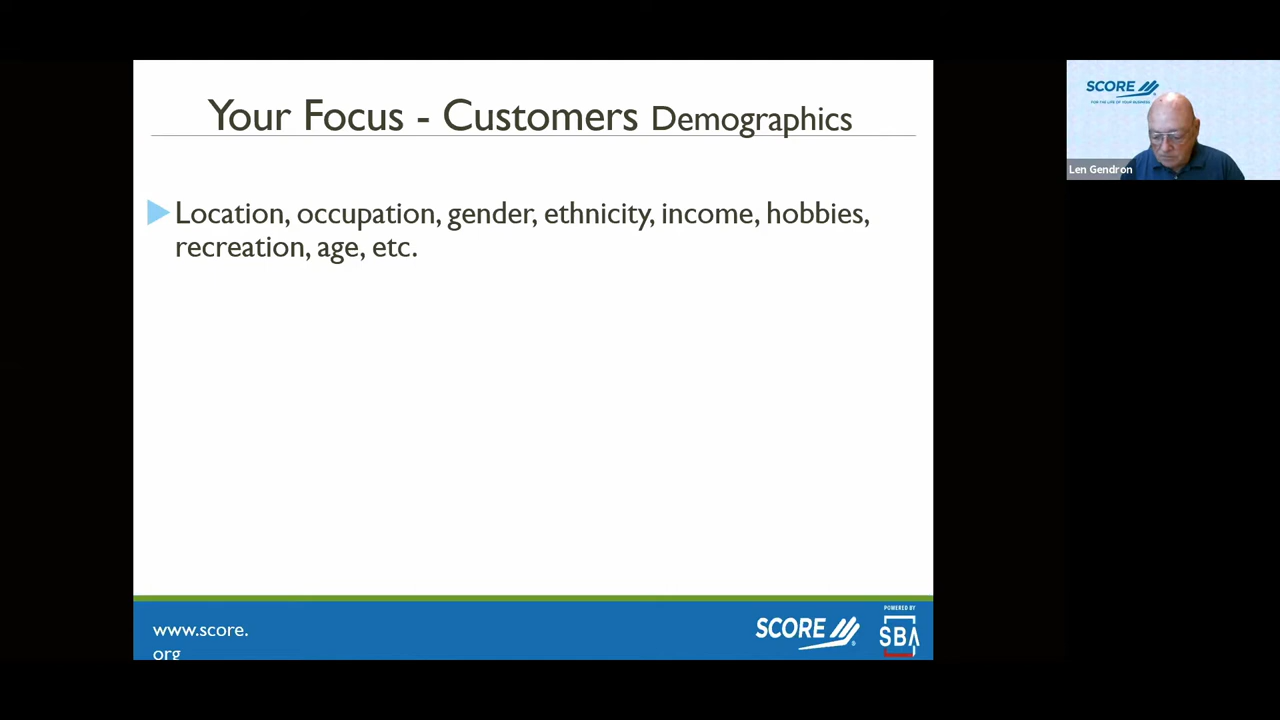 Your Focus - Customers Demographics
Location, occupation, gender, ethnicity, income, hobbies,
recreation, age, etc.
www.score.
org
SCORE
POWERED BY
SBA
SCORE
FOR THE LIFE OF YOUR BUSINESS
Len Gendron